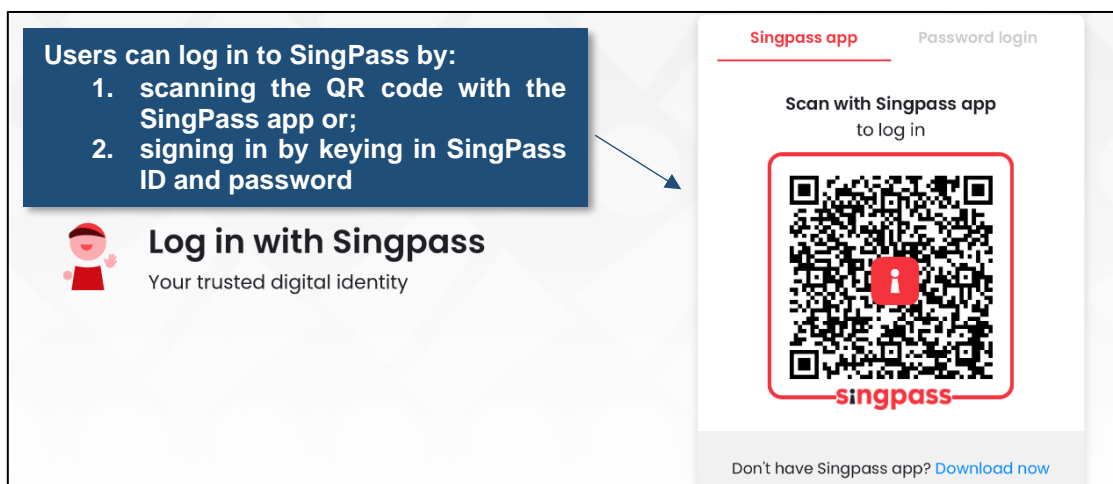 Users can log in to SingPass by:
1. scanning the QR code with the
SingPass app or;
2. signing in by keying in SingPass
ID and password
Log in with Singpass
Your trusted digital identity
Singpass app
Password login
Scan with Singpass app
to log in
singpass
Don't have Singpass app? Download now